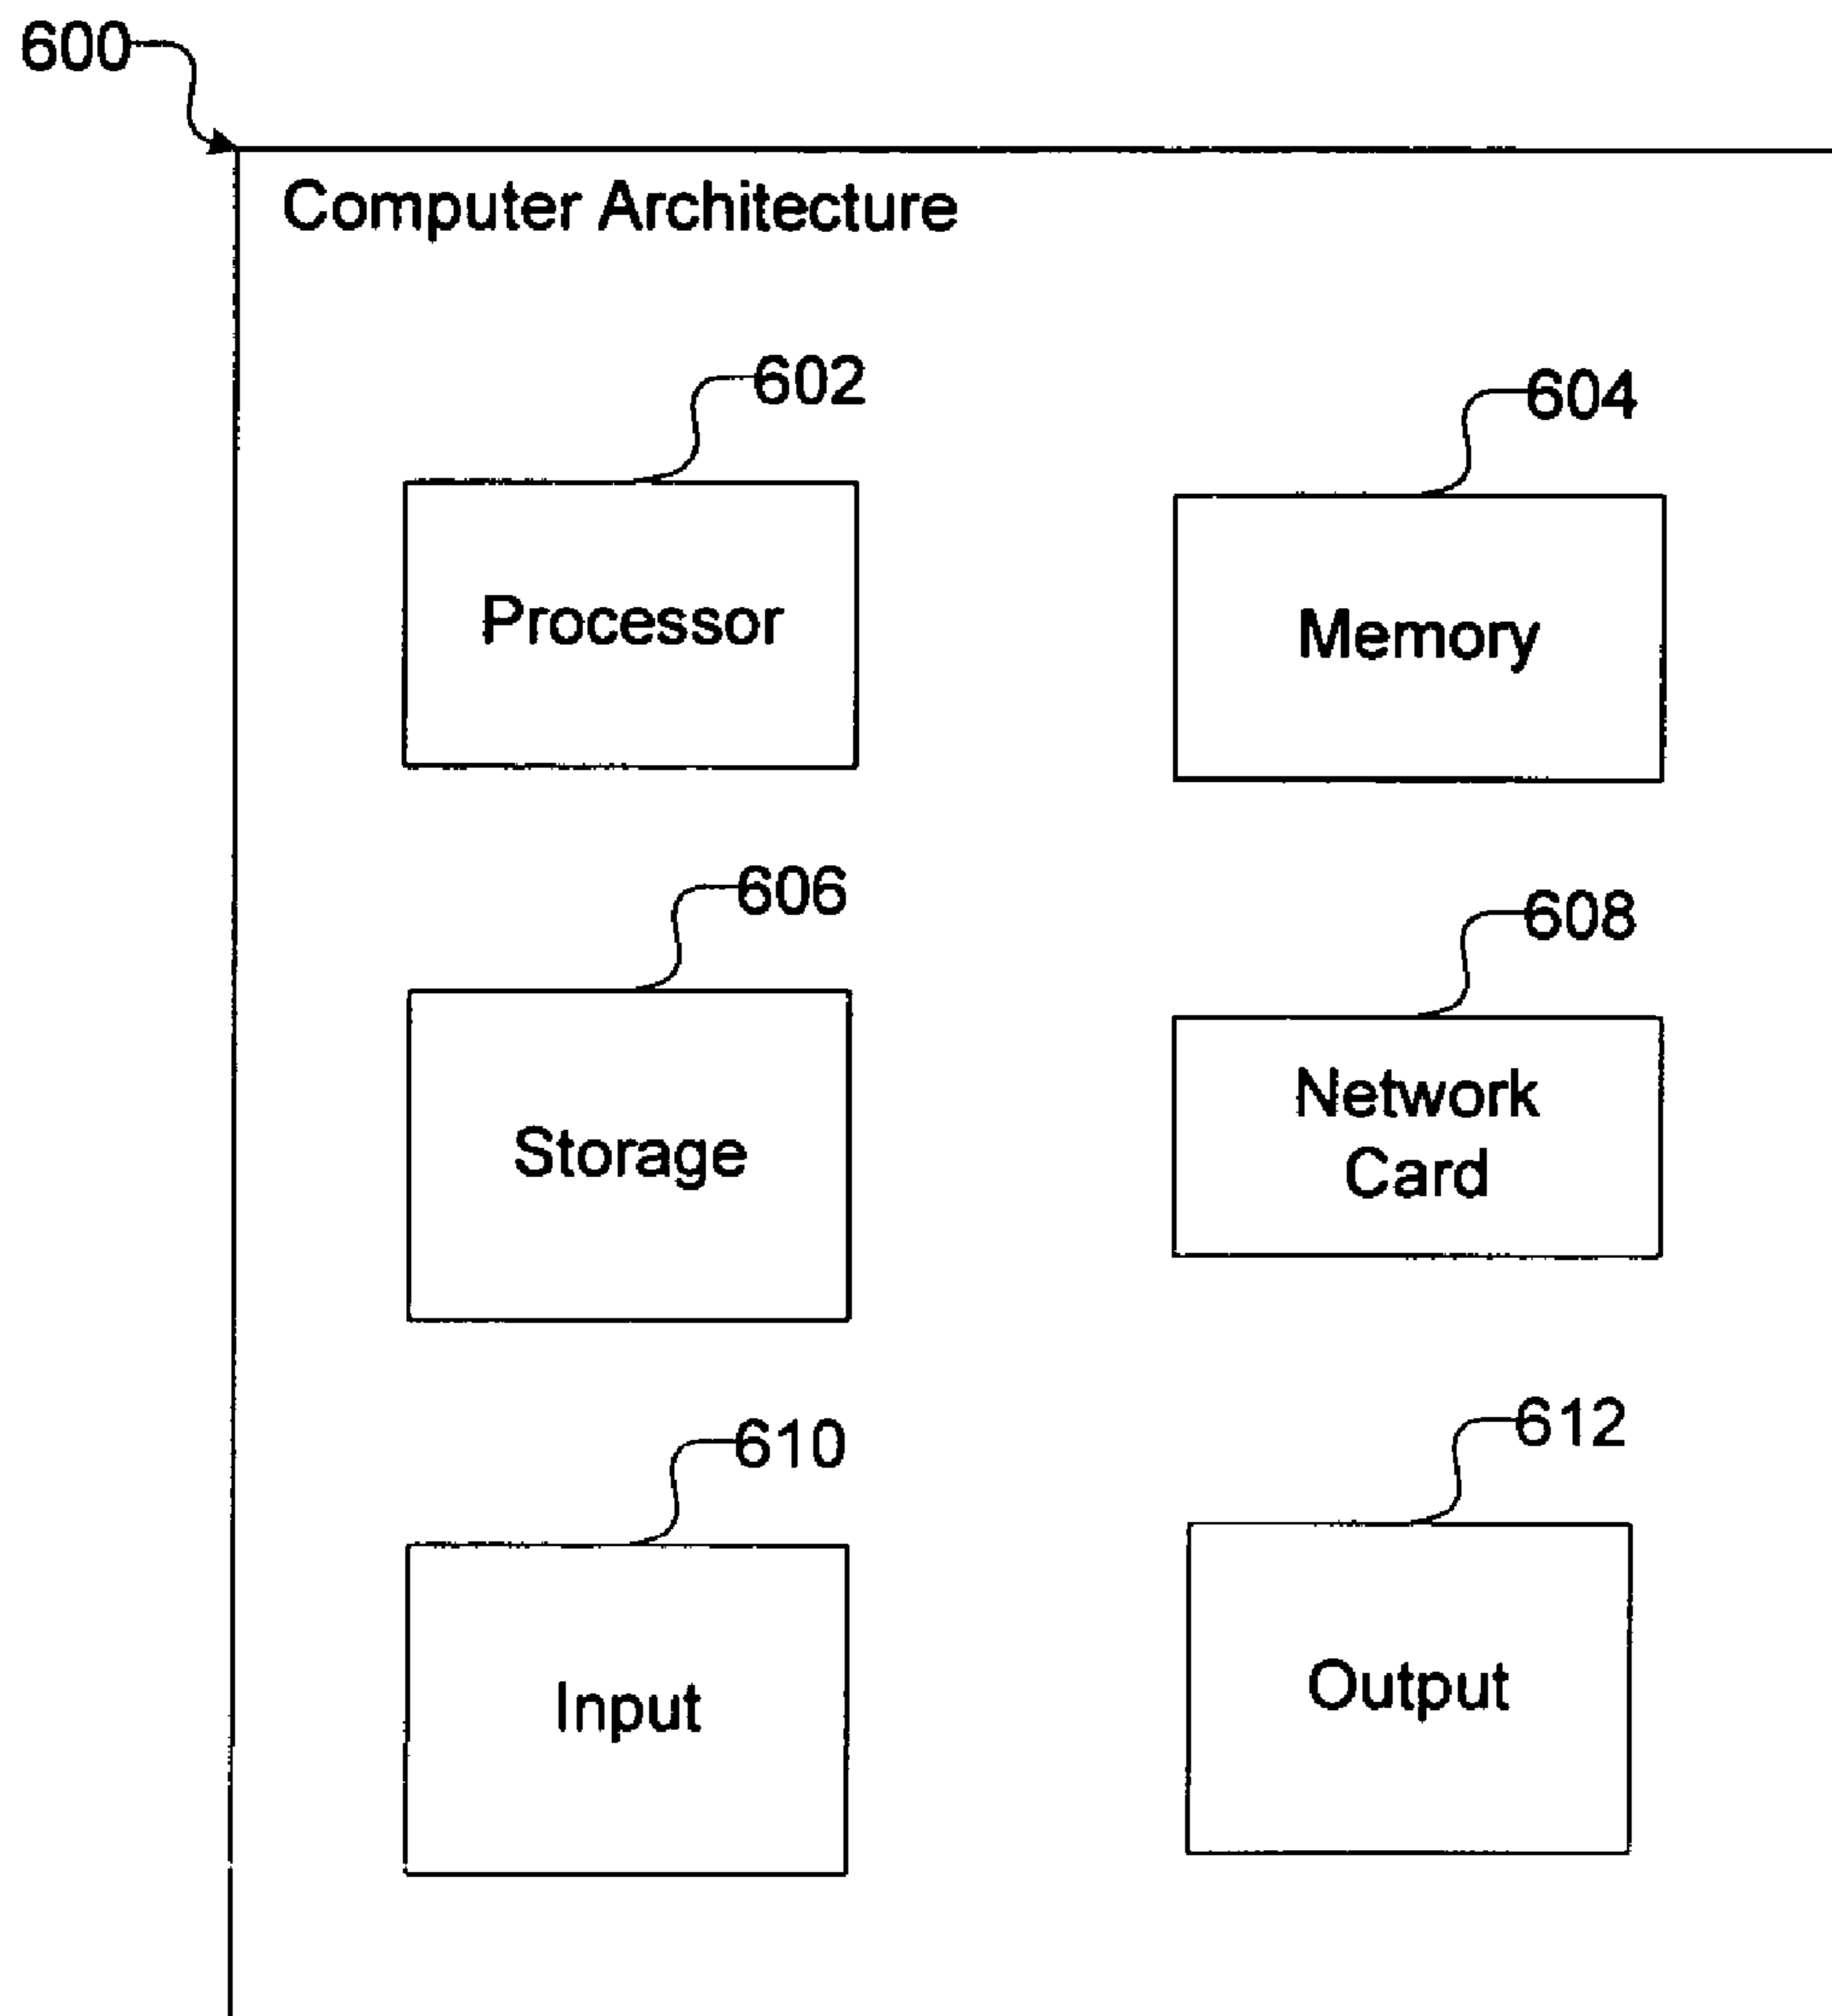 600
Computer Architecture
602
604
Processor
Memory
606
608
Storage
Network
Card
610
612
Input
Output